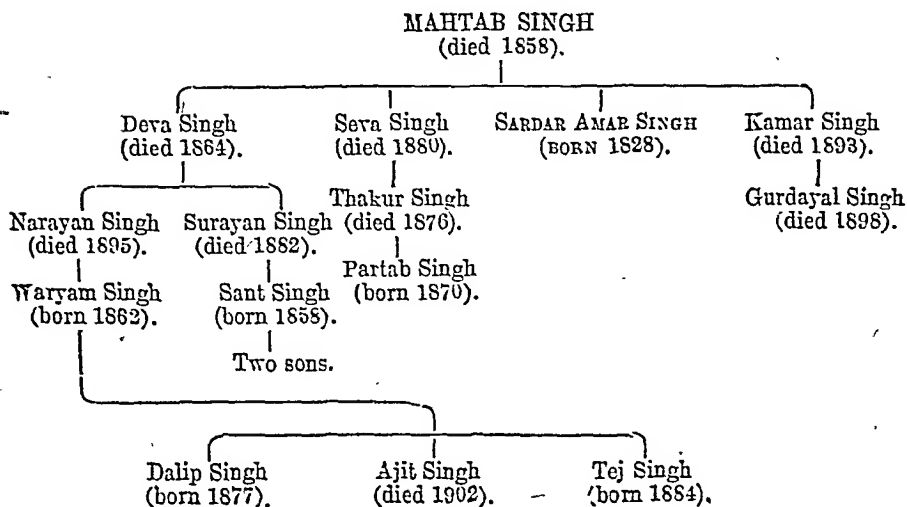 MAHTAB SINGH
(died 1858).
Deva Singh Seva Singh SARDAR AMAR SINGH Kamar Singh
(died 1864). (died 1880). (BORN 1828). (died 1893).
Narayan Singh Surayan Singh Thakur Singh Gurdayal Singh
(died 1895). (died 1882). (died 1876). (died 1898).
Waryam Singh Sant Singh Partab Singh
(born 1862). (born 1858). (born 1870).
Two sons.
Dalip Singh Ajit Singh Tej Singh
(born 1877). (died 1902). (born 1884).